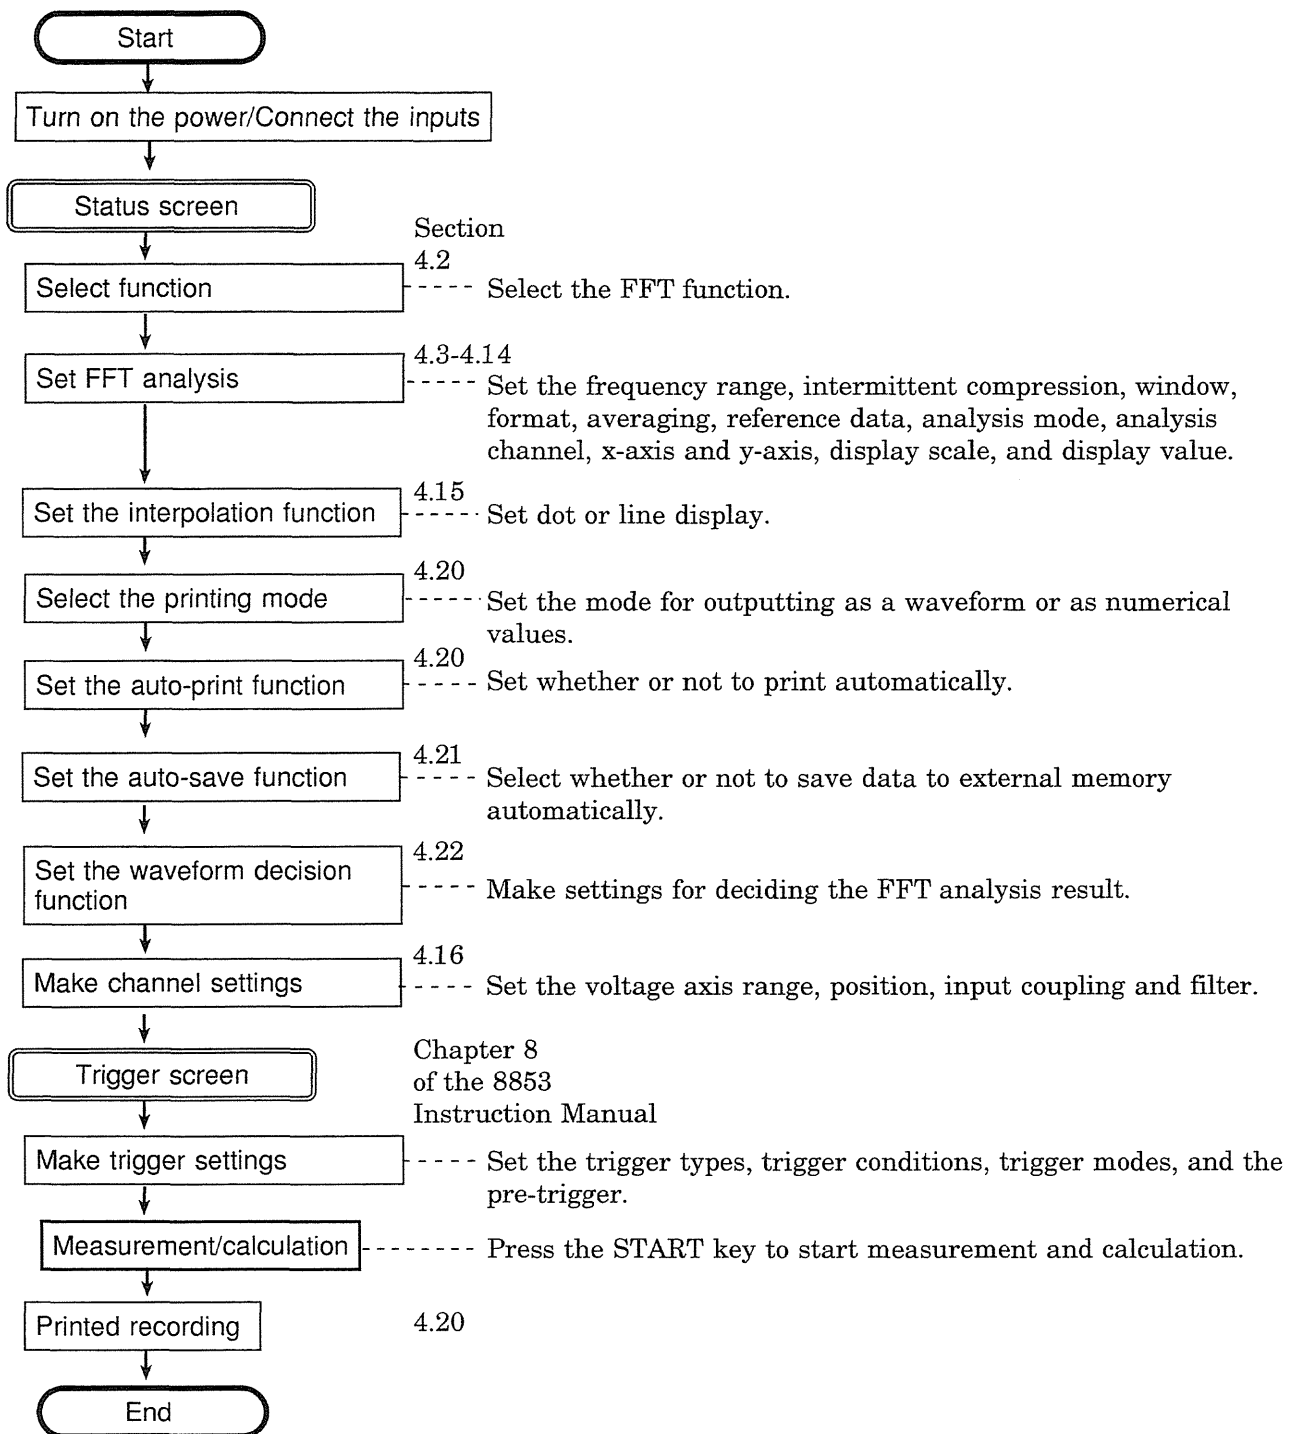 Start
Turn on the power/Connect the inputs
Status screen
Section
4.2
Select function
Select the FFT function.
4.3-4.14
Set FFT analysis
Set the frequency range, intermittent compression, window,
format, averaging, reference data, analysis mode, analysis
channel, x-axis and y-axis, display scale, and display value.
4.15
Set the interpolation function
Set dot or line display.
4.20
Select the printing mode
Set the mode for outputting as a waveform or as numerical
values.
4.20
Set the auto-print function
Set whether or not to print automatically.
4.21
Set the auto-save function
Select whether or not to save data to external memory
automatically.
4.22
Set the waveform decision
function
Make settings for deciding the FFT analysis result.
4.16
Make channel settings
Set the voltage axis range, position, input coupling and filter.
Trigger screen
Chapter 8
of the 8853
Instruction Manual
Make trigger settings
Set the trigger types, trigger conditions, trigger modes, and the
pre-trigger.
Measurement/calculation
Press the START key to start measurement and calculation.
Printed recording
4.20
End